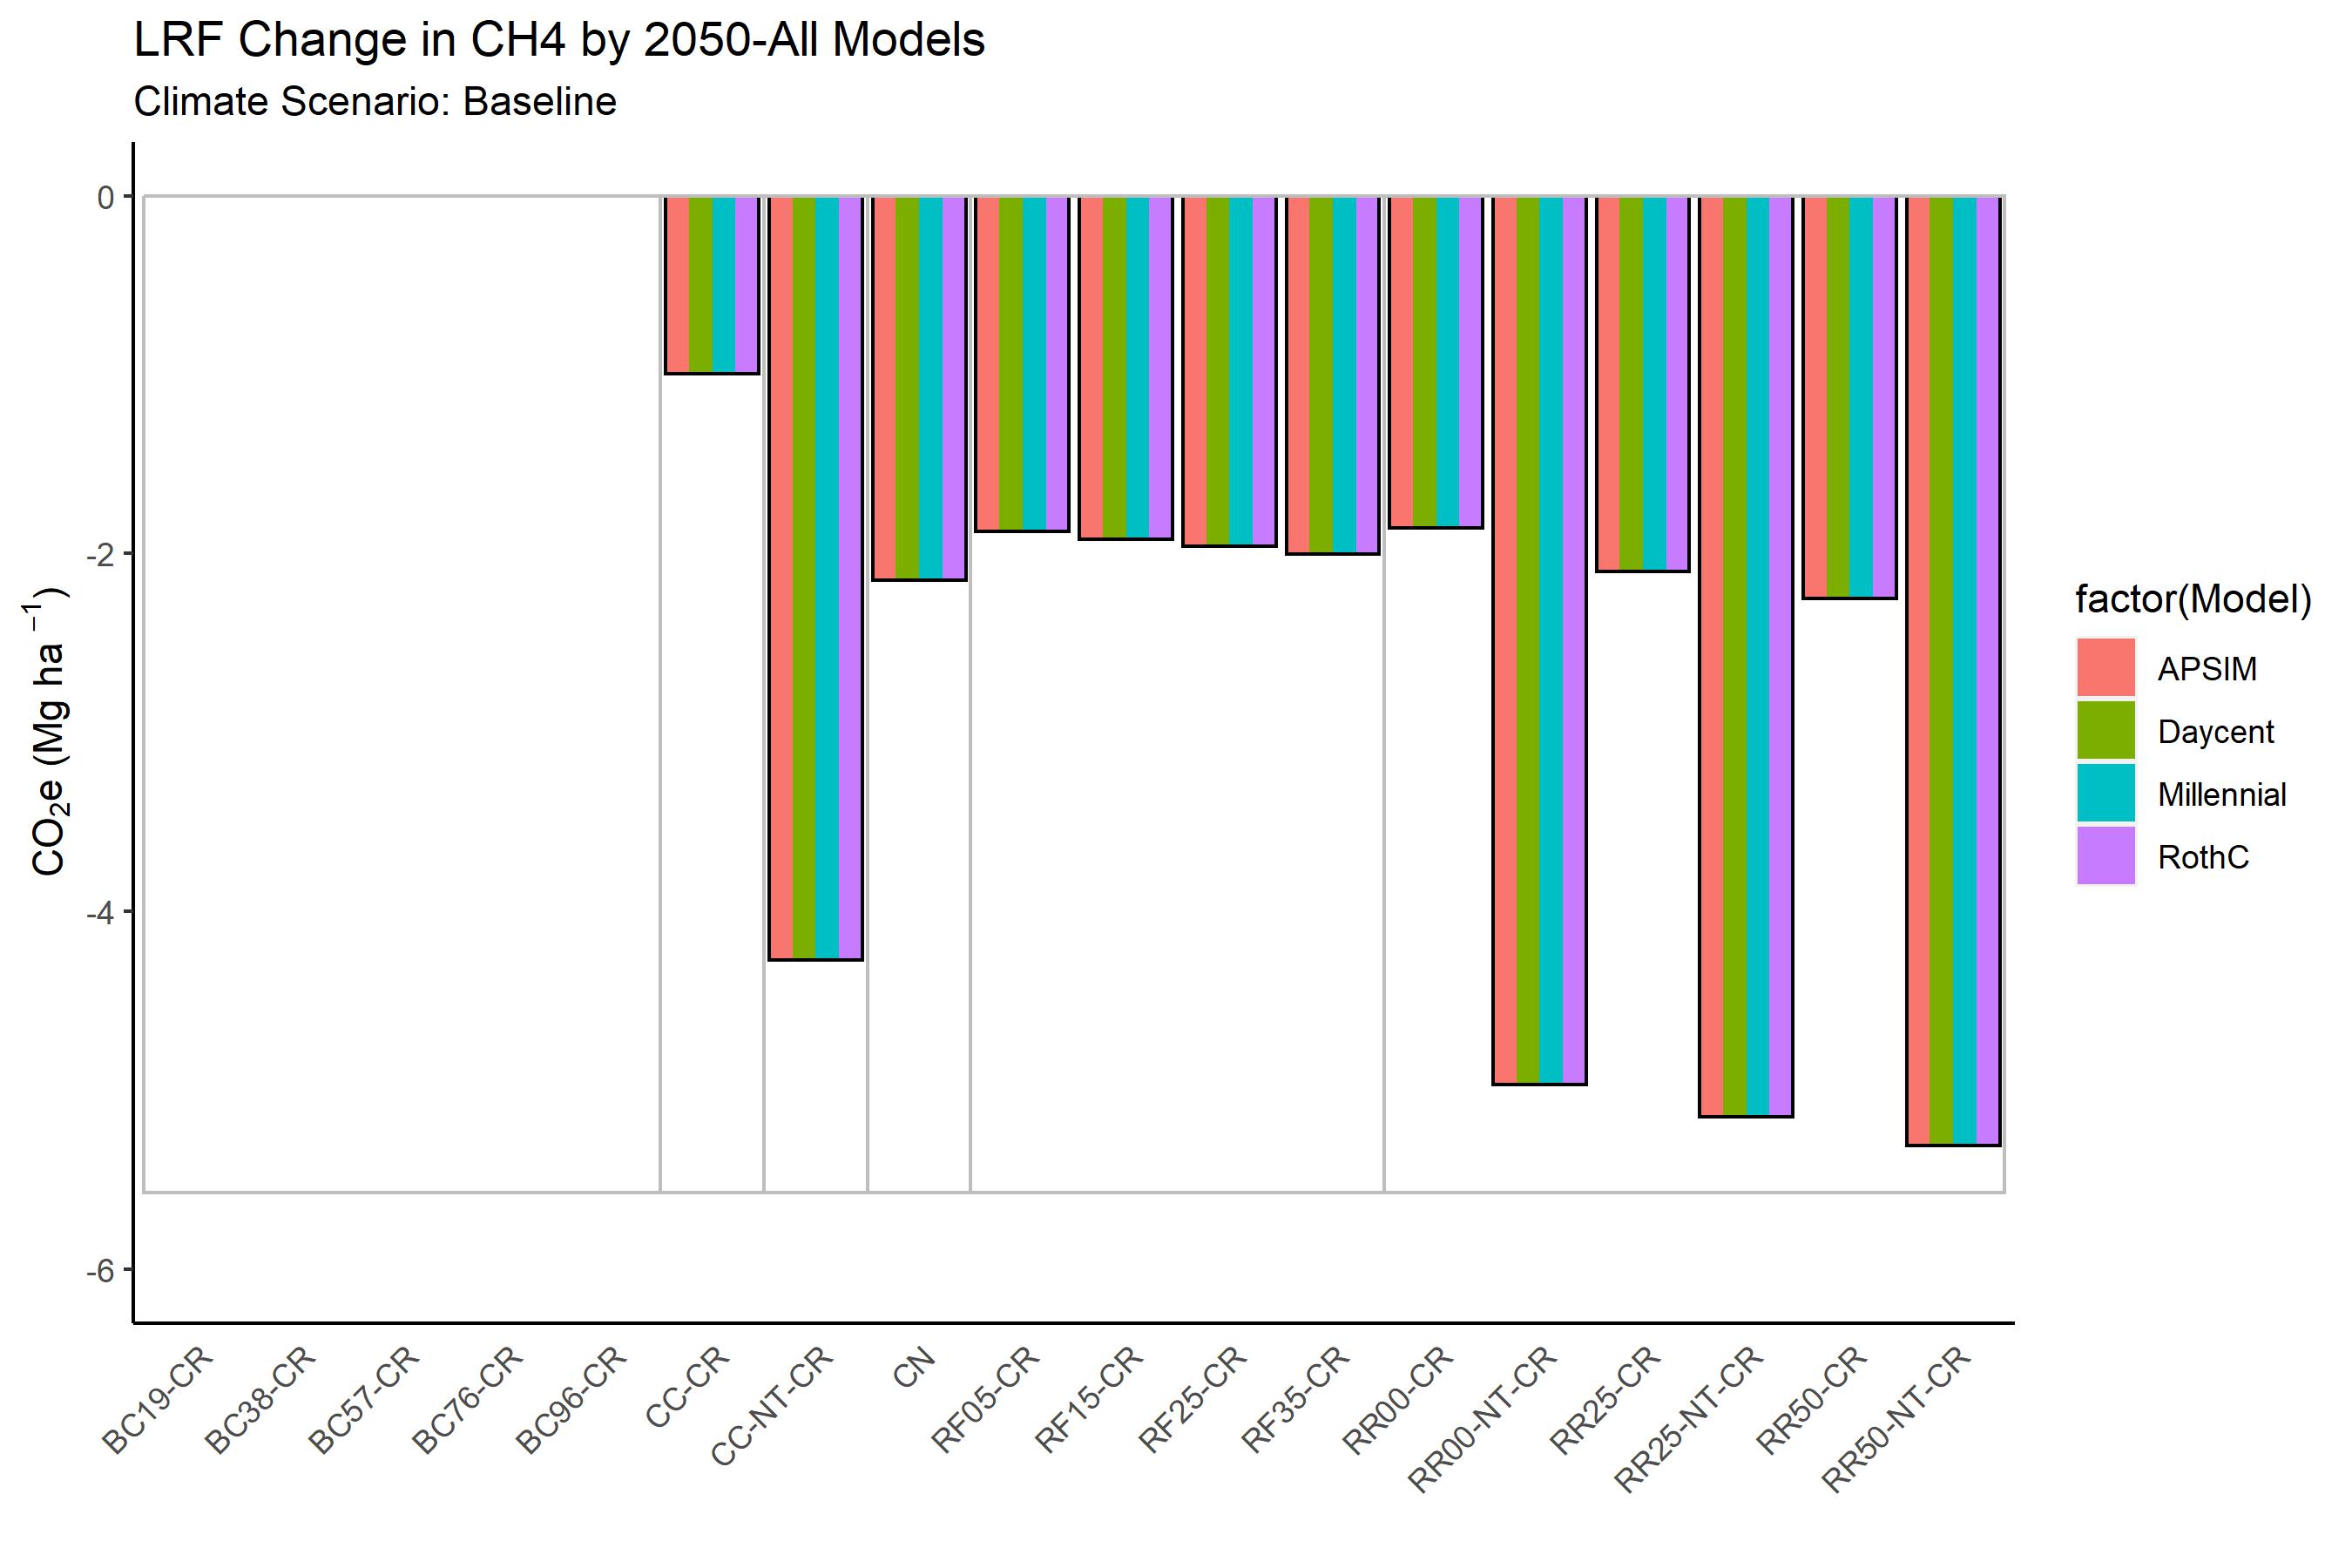 LRF Change in CH4 by 2050-All Models
Climate Scenario: Baseline
CO₂e (Mg ha ⁻¹)
0
-2
-4
-6
BC19-CR
BC38-CR
BC57-CR
BC76-CR
BC96-CR
CC-CR
CC-NT-CR
CN
RF05-CR
RF15-CR
RF25-CR
RF35-CR
RR00-CR
RR00-NT-CR
RR25-CR
RR25-NT-CR
RR50-CR
RR50-NT-CR
factor(Model)
APSIM
Daycent
Millennial
RothC